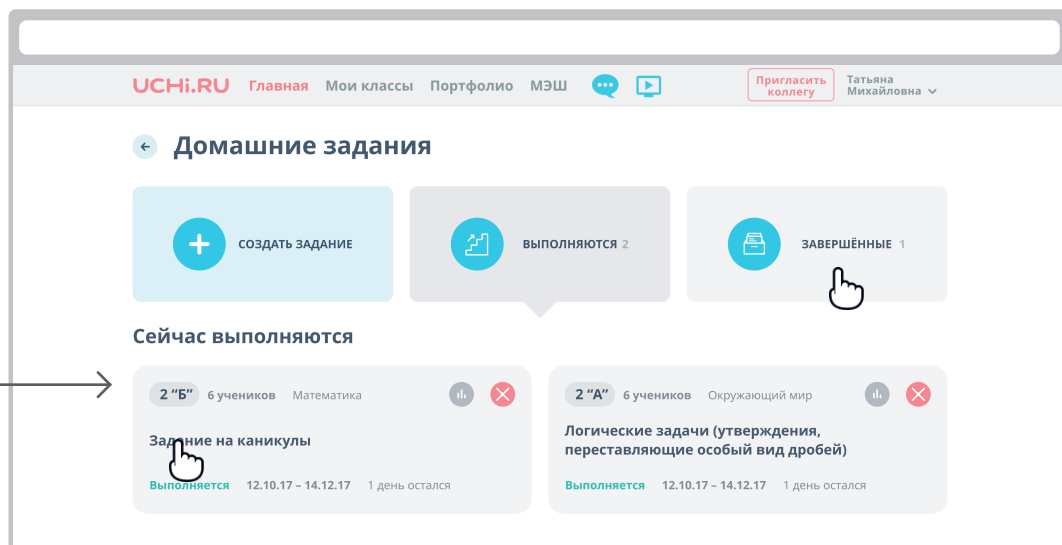 UCHi.RU Главная Мои классы Портфолио МЭШ
Пригласить
коллегу
Татьяна
Михайловна
Домашние задания
СОЗДАТЬ ЗАДАНИЕ
ВЫПОЛНЯЮТСЯ 2
ЗАВЕРШЁННЫЕ 1
Сейчас выполняются
2 “Б” 6 учеников Математика
Задание на каникулы
Выполняется 12.10.17 – 14.12.17 1 день остался
2 “А” 6 учеников Окружающий мир
Логические задачи (утверждения,
переставляющие особый вид дробей)
Выполняется 12.10.17 – 14.12.17 1 день остался